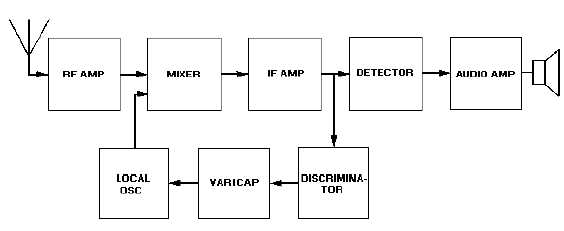 RF AMP
MIXER
IF AMP
DETECTOR
AUDIO AMP
LOCAL
OSC
VARICAP
DISCRIMINA-
TOR